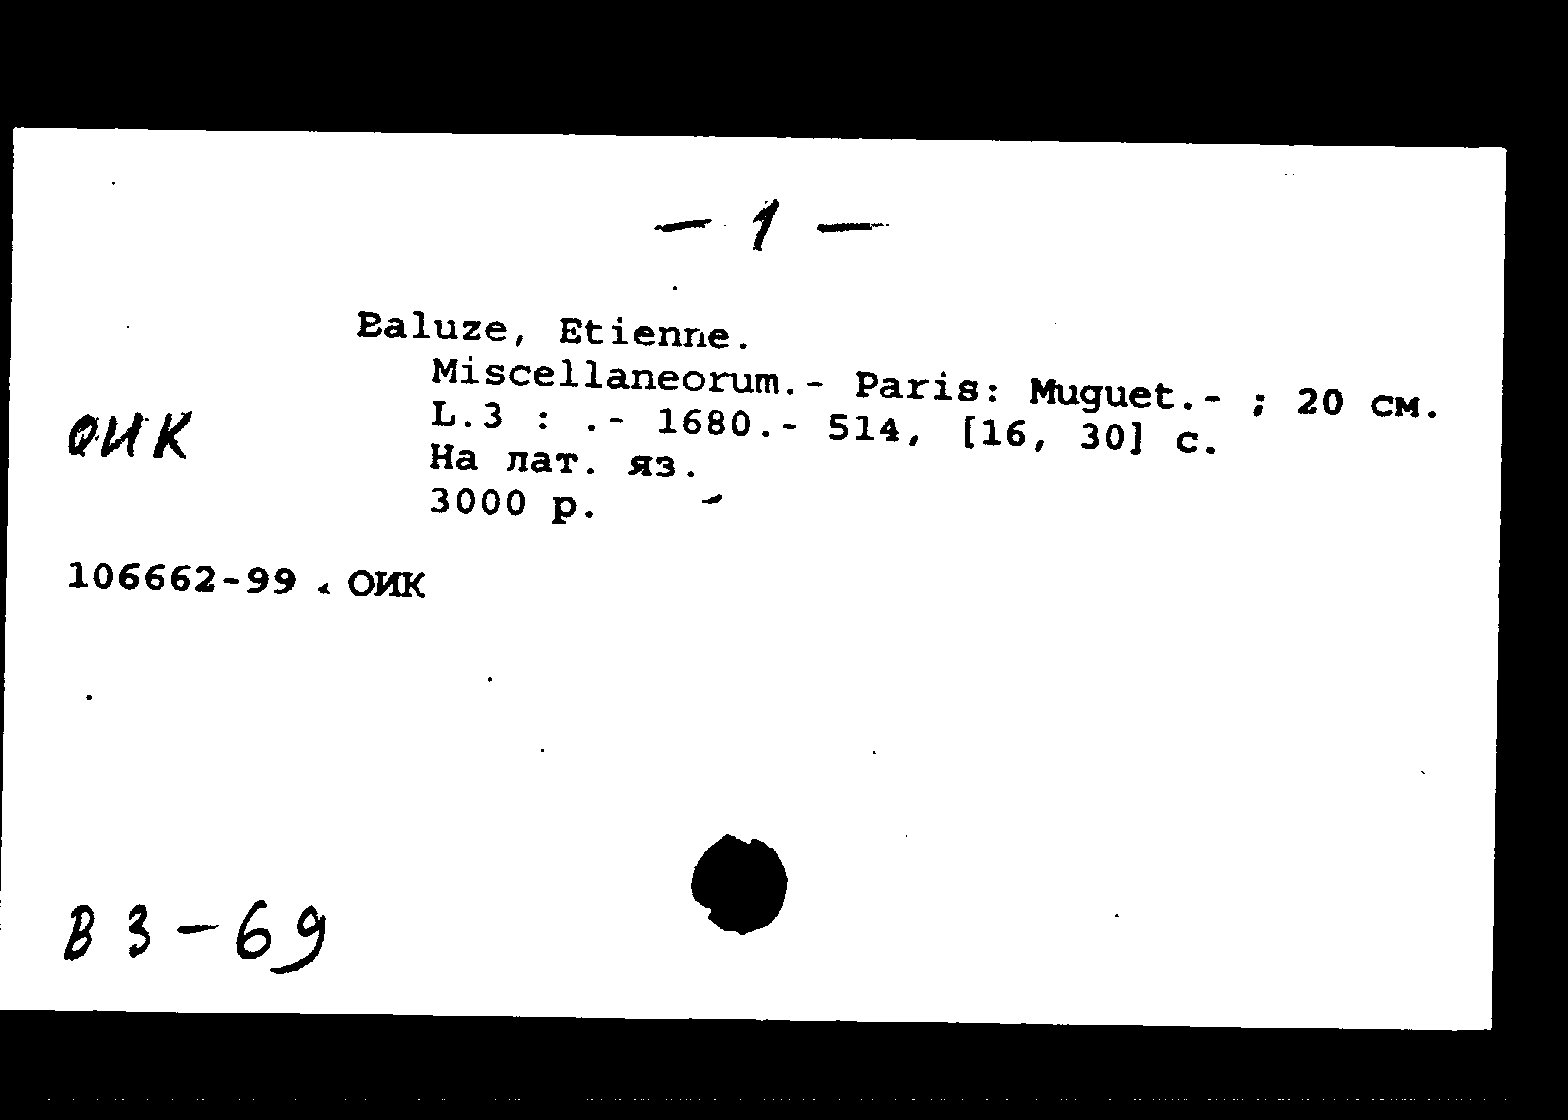 — 1 —
Baluze, Etienne.
Miscellaneorum.- Paris: Muguet.- ; 20 см.
L.3 : .- 1680.- 514, [16, 30] с.
ОИК
На лат. яз.
3000 р.
106662-99 . ОИК
В 3-69